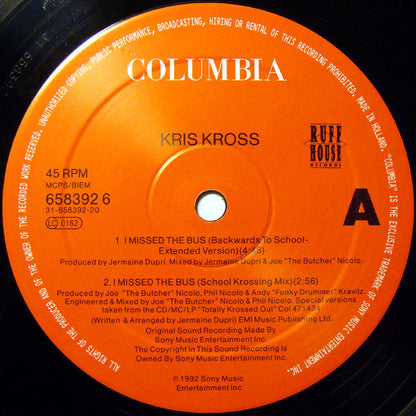 ALL RIGHTS OF THE PRODUCER AND OF THE OWNER OF THE RECORDED WORK RESERVED. UNAUTHORIZED COPYING, PUBLIC PERFORMANCE, BROADCASTING, HIRING OR RENTAL OF THIS RECORDING PROHIBITED. MADE IN HOLLAND. "COLUMBIA" IS THE EXCLUSIVE TRADEMARK OF SONY MUSIC ENTERTAINMENT INC.
COLUMBIA
KRIS KROSS
RUFF
HOUSE
RECORDS
45 RPM
MCPS/BIEM
658392 6
31-658392-20
LC 0162
A
1. I MISSED THE BUS (Backwards To School-
Extended Version)(4:43)
Produced by Jermaine Dupri. Mixed by Jermaine Dupri & Joe "The Butcher" Nicolo.
2. I MISSED THE BUS (School Krossing Mix)(2:56)
Produced by Joe "The Butcher" Nicolo, Phil Nicolo & Andy "Funky Drummer" Kravitz.
Engineered & Mixed by Joe "The Butcher" Nicolo & Phil Nicolo. Special versions
taken from the CD/MC/LP "Totally Krossed Out" Col 471434
(Written & Arranged by Jermaine Dupri) EMI Music Publishing Ltd.
Original Sound Recording Made By
Sony Music Entertainment Inc.
The Copyright In This Sound Recording is
Owned By Sony Music Entertainment Inc.
℗ 1992 Sony Music
Entertainment Inc.